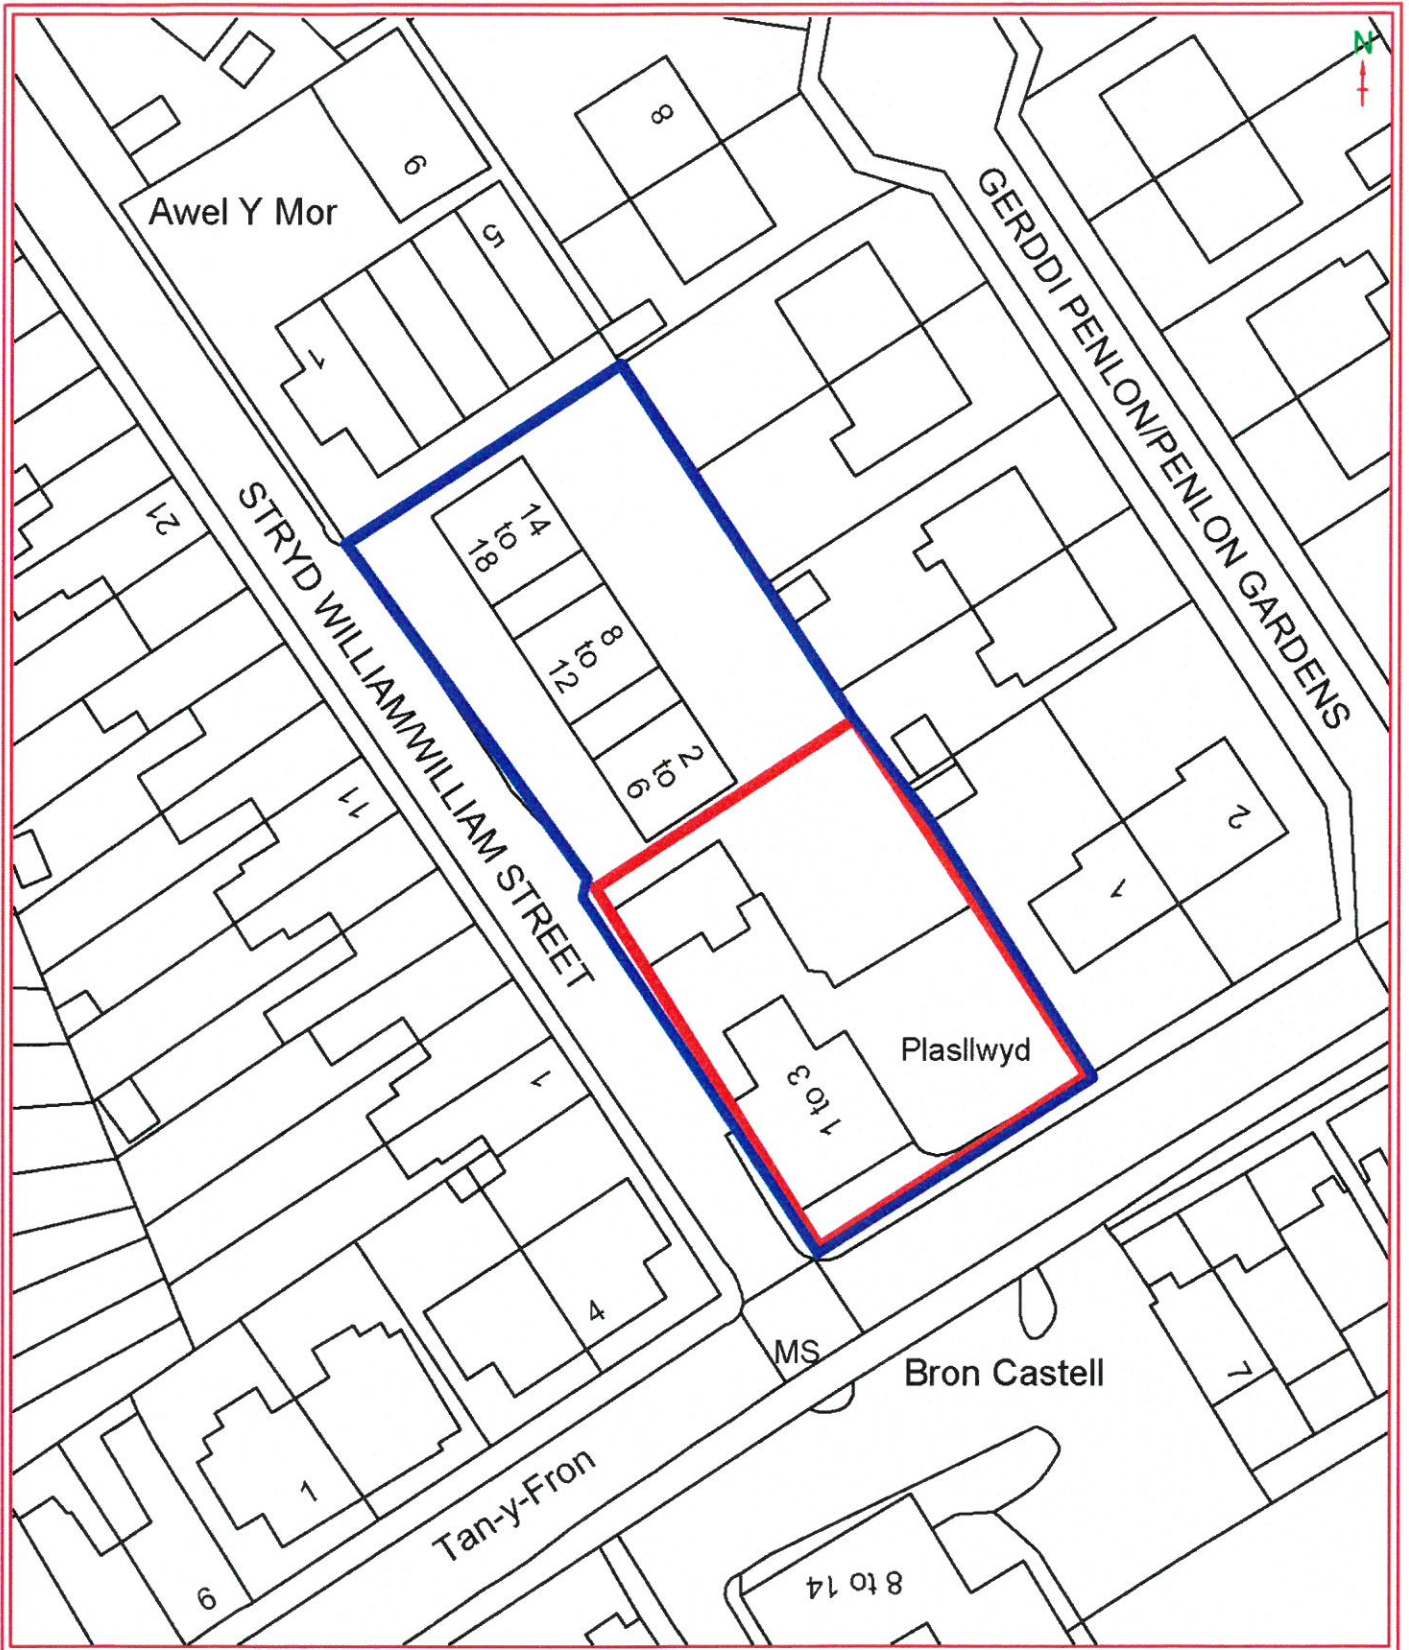 N
8
6
Awel Y Mor
5
1
GERDDI PENLON/PENLON GARDENS
21
STRYD WILLIAM/WILLIAM STREET
14
to
18
8
to
12
2
to
6
11
2
1
Plasllwyd
1 to 3
1
4
MS
Bron Castell
7
1
Tan-y-Fron
6
8 to 14